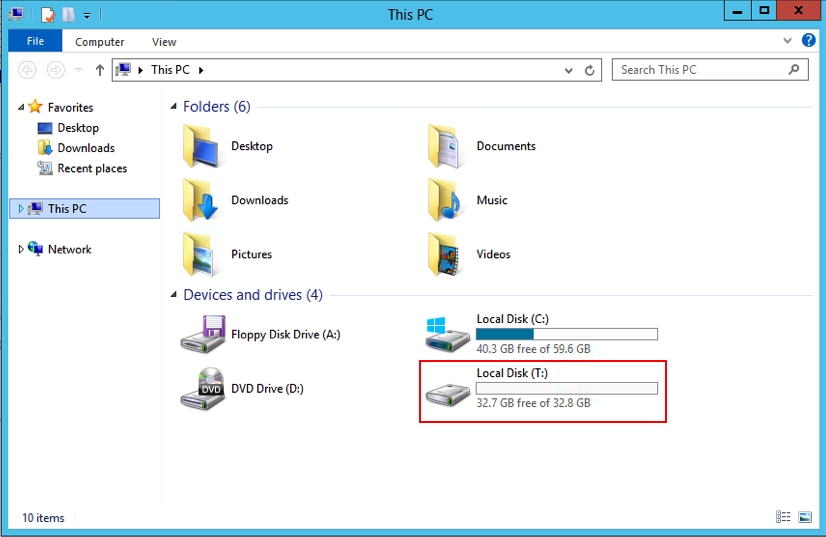 This PC
File
Computer
View
This PC
Search This PC
Favorites
Desktop
Downloads
Recent places
This PC
Network
Folders (6)
Desktop
Documents
Downloads
Music
Pictures
Videos
Devices and drives (4)
Floppy Disk Drive (A:)
Local Disk (C:)
40.3 GB free of 59.6 GB
DVD
DVD Drive (D:)
Local Disk (T:)
32.7 GB free of 32.8 GB
10 items